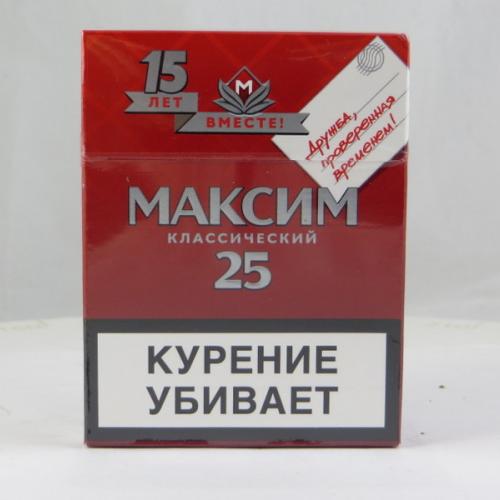 15
ЛЕТ
М
ВМЕСТЕ!
Дружба,
проверенная
временем!
МАКСИМ
КЛАССИЧЕСКИЙ
25
КУРЕНИЕ
УБИВАЕТ